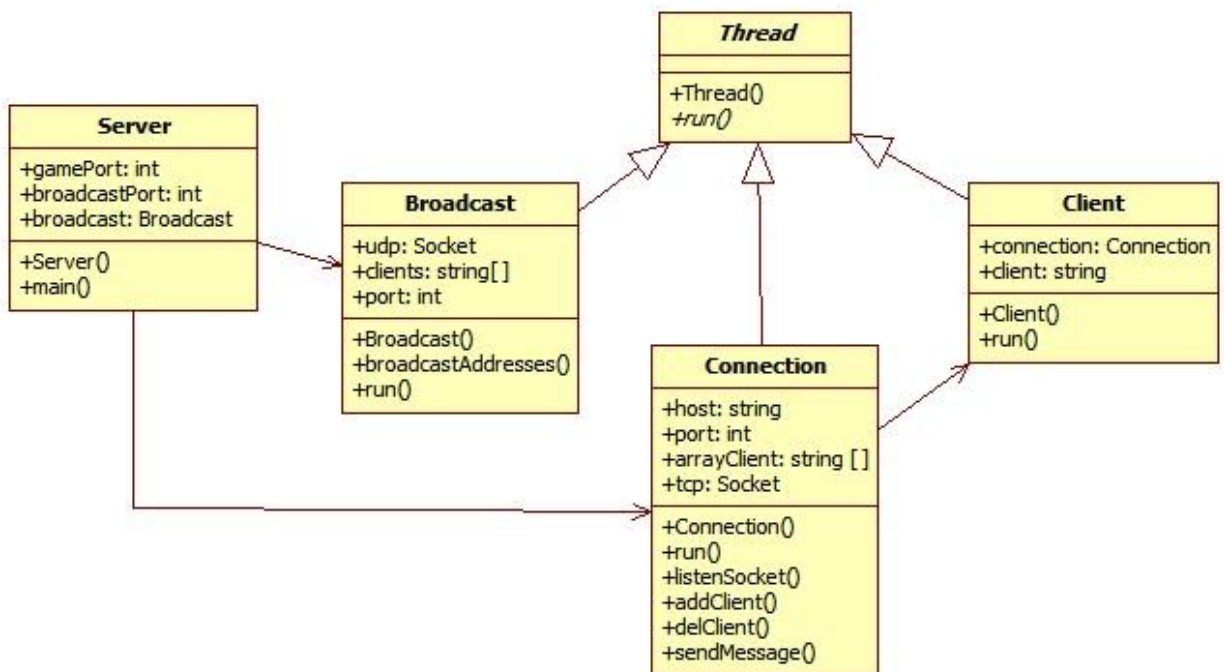 Thread
+Thread()
+run()
Server
+gamePort: int
+broadcastPort: int
+broadcast: Broadcast
+Server()
+main()
Broadcast
+udp: Socket
+clients: string[]
+port: int
+Broadcast()
+broadcastAddresses()
+run()
Client
+connection: Connection
+client: string
+Client()
+run()
Connection
+host: string
+port: int
+arrayClient: string []
+tcp: Socket
+Connection()
+run()
+listenSocket()
+addClient()
+delClient()
+sendMessage()